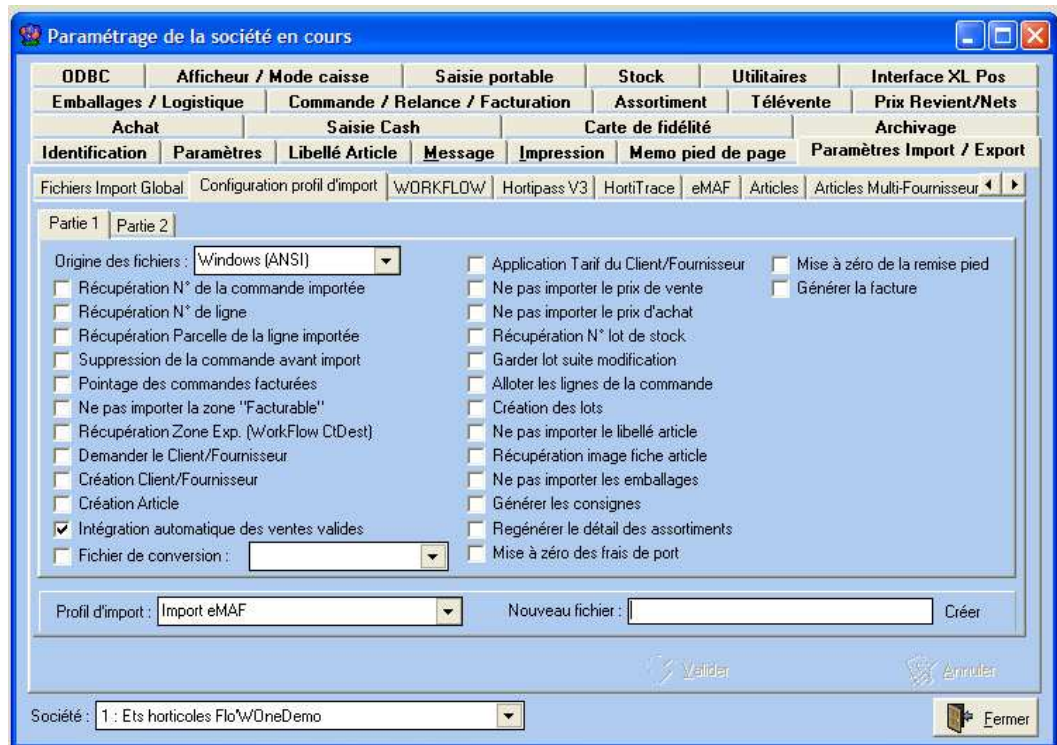 Paramétrage de la société en cours
ODBC Afficheur / Mode caisse Saisie portable Stock Utilitaires Interface XL Pos
Emballages / Logistique Commande / Relance / Facturation Assortiment Télévente Prix Revient/Nets
Achat Saisie Cash Carte de fidélité Archivage
Identification Paramètres Libellé Article Message Impression Memo pied de page Paramètres Import / Export
Fichiers Import Global Configuration profil d'import WORKFLOW Hortipass V3 HortiTrace eMAF Articles Articles Multi-Fournisseur
Partie 1 Partie 2
Origine des fichiers : Windows (ANSI)
Récupération N° de la commande importée
Récupération N° de ligne
Récupération Parcelle de la ligne importée
Suppression de la commande avant import
Pointage des commandes facturées
Ne pas importer la zone "Facturable"
Récupération Zone Exp. (WorkFlow CtDest)
Demander le Client/Fournisseur
Création Client/Fournisseur
Création Article
Intégration automatique des ventes valides
Fichier de conversion :
Application Tarif du Client/Fournisseur
Ne pas importer le prix de vente
Ne pas importer le prix d'achat
Récupération N° lot de stock
Garder lot suite modification
Alloter les lignes de la commande
Création des lots
Ne pas importer le libellé article
Récupération image fiche article
Ne pas importer les emballages
Générer les consignes
Regénérer le détail des assortiments
Mise à zéro des frais de port
Mise à zéro de la remise pied
Générer la facture
Profil d'import : Import eMAF Nouveau fichier : Créer
Valider Annuler
Société : 1 : Ets horticoles Flo'WOneDemo Fermer